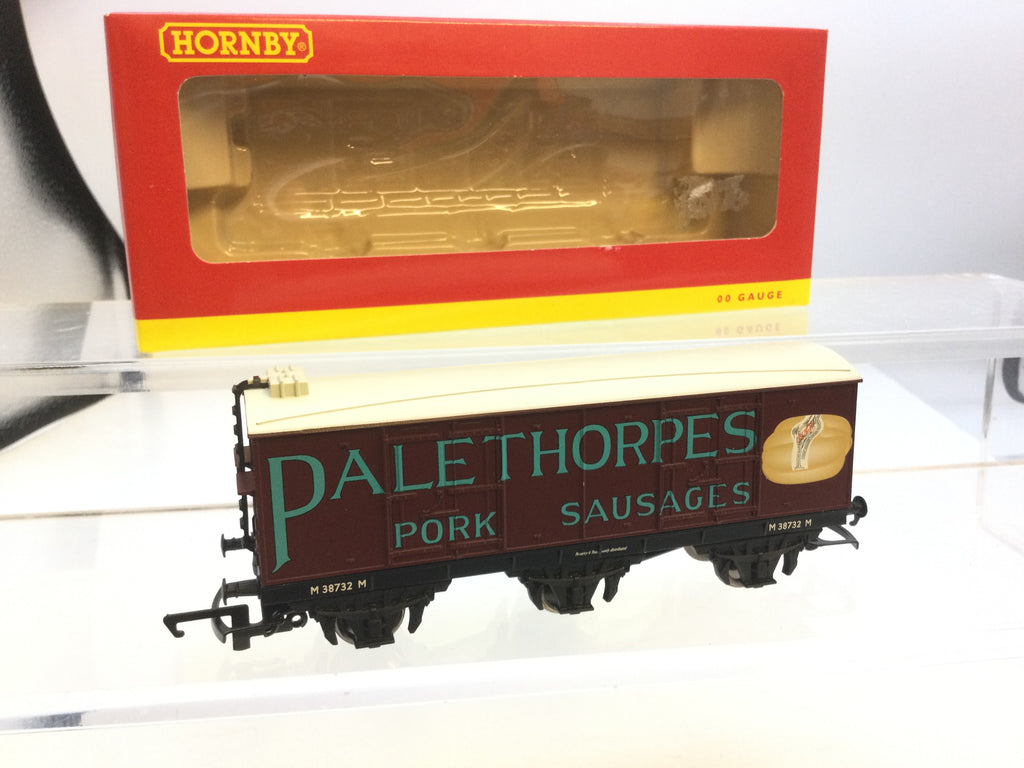 HORNBY®
00 GAUGE
PALETHORPES
PORK SAUSAGES
M 38732 M
M 38732 M